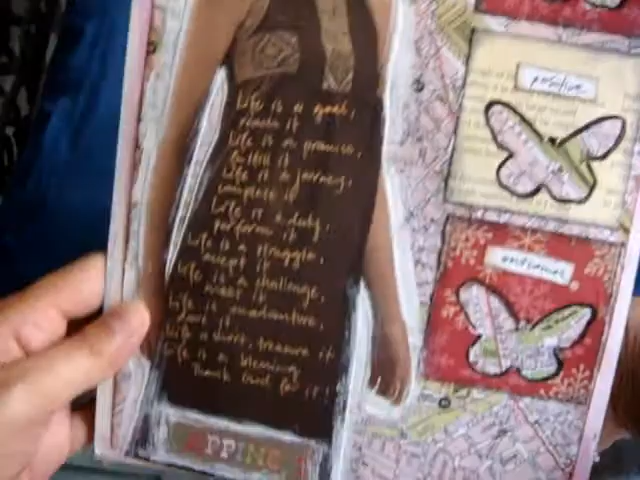 Life is a goal,
reach it
Life is a promise,
fulfill it
Life is a journey,
complete it
Life is a duty,
perform it
Life is a struggle,
accept it
Life is a challenge,
meet it
Life is an adventure,
Life is
treasure it
Life is a blessing
thank God for it!
PPING
positive